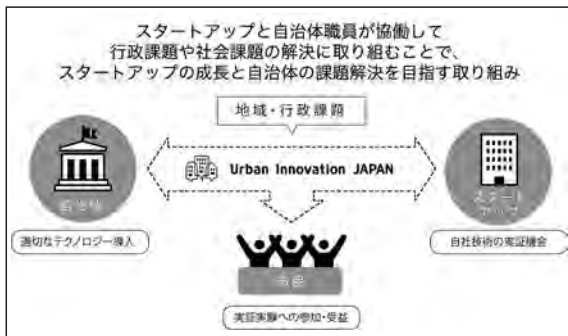 スタートアップと自治体職員が協働して
行政課題や社会課題の解決に取り組むことで、
スタートアップの成長と自治体の課題解決を目指す取り組み
地域・行政課題
Urban Innovation JAPAN
自治体
スタート
アップ
適切なテクノロジー導入
自社技術の実証機会
市民
実証実験への参加・受益